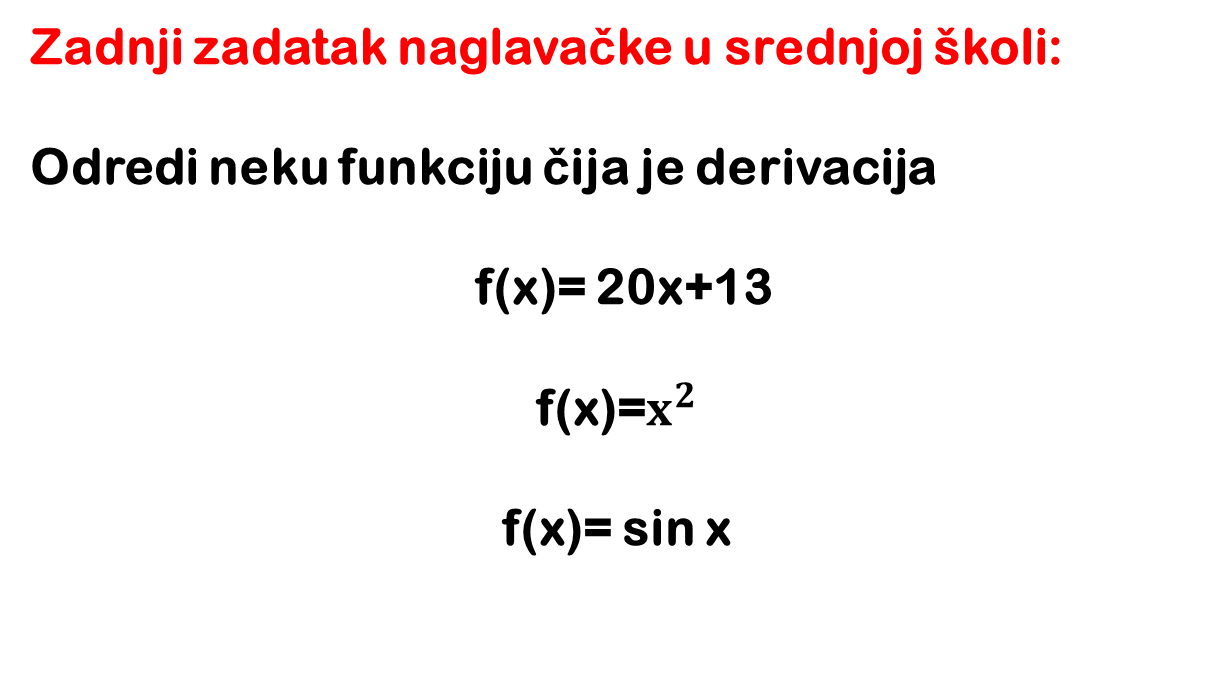 Zadnji zadatak naglavačke u srednjoj školi:
Odredi neku funkciju čija je derivacija
f(x)= 20x+13
f(x)=x²
f(x)= sin x